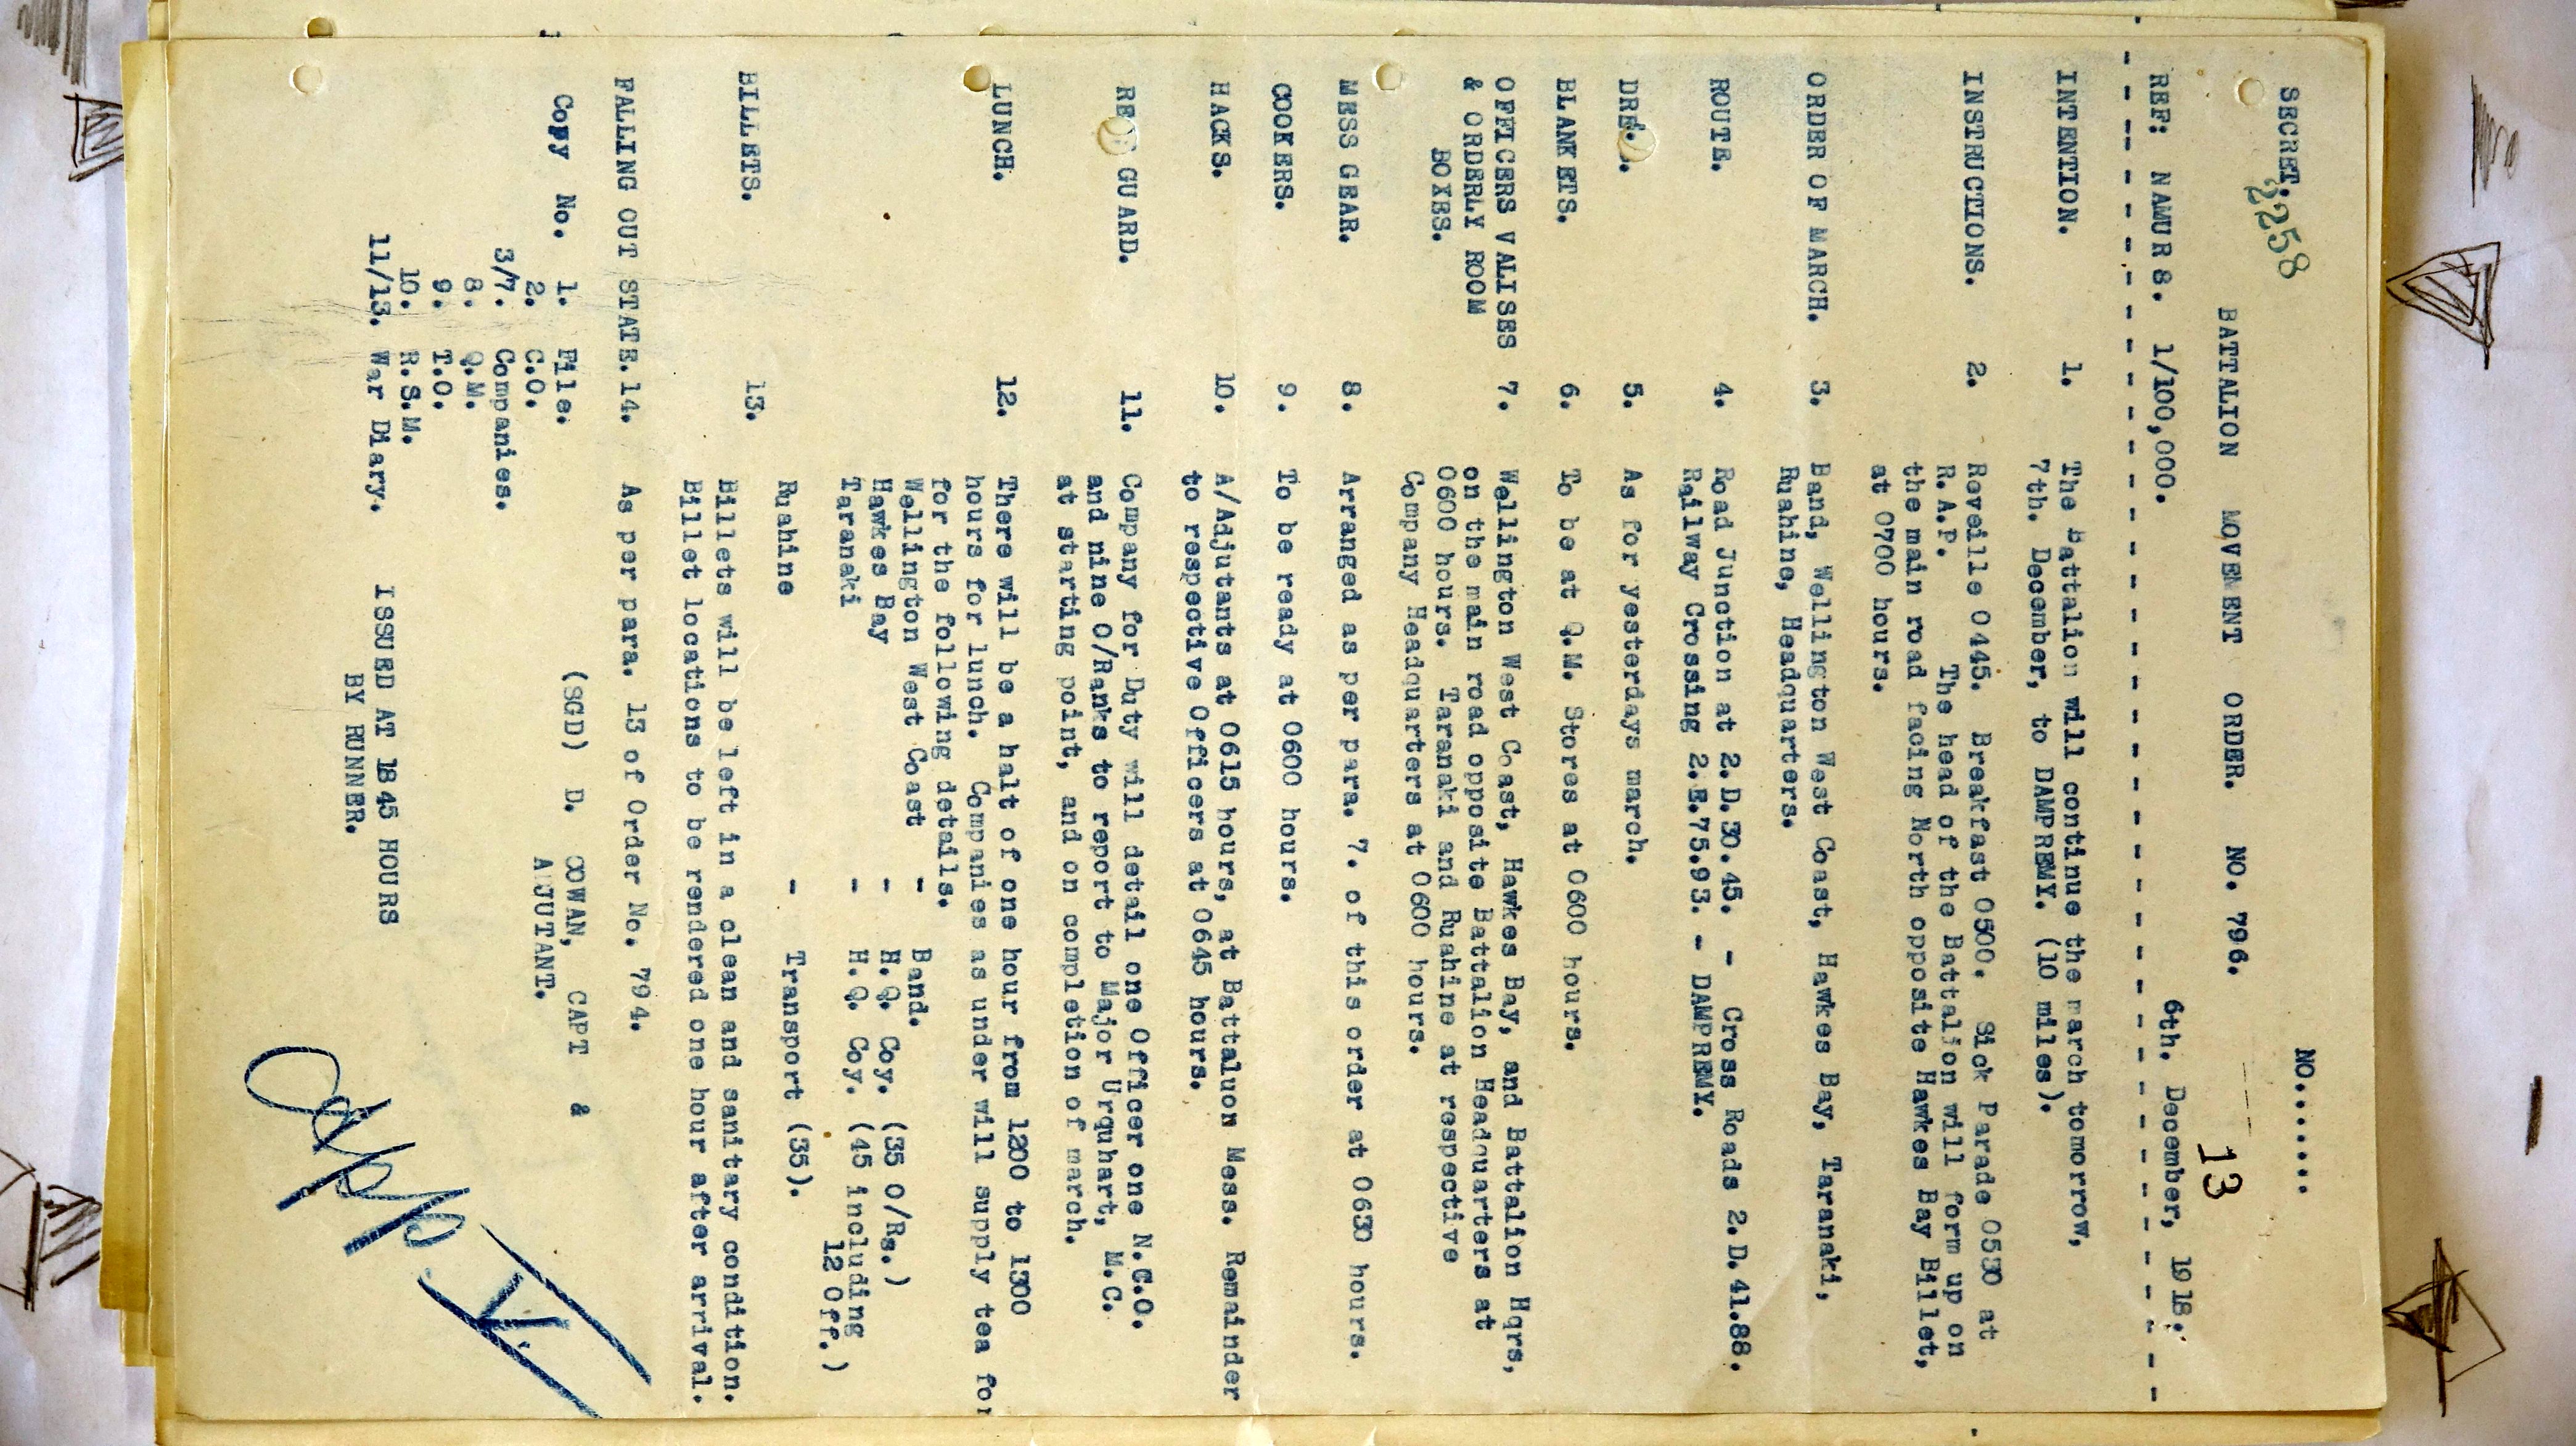 SECRET. NO.......
2258
BATTALION MOVEMENT ORDER. NO. 796.
13
6th. December, 1918.
REF: NAMUR 8. 1/100,000.
INTENTION. 1. The Battalion will continue the march tomorrow,
7th. December, to DAMPREMY. (10 miles).
INSTRUCTIONS. 2. Reveille 0445. Breakfast 0500. Sick Parade 0530 at
R.A.P. The head of the Battalion will form up on
the main road facing North opposite Hawkes Bay Billet,
at 0700 hours.
ORDER OF MARCH. 3. Band, Wellington West Coast, Hawkes Bay, Taranaki,
Ruahine, Headquarters.
ROUTE. 4. Road Junction at 2.D.30.45. - Cross Roads 2.D.41.88.
Railway Crossing 2.E.75.93. - DAMPREMY.
5. As for yesterdays march.
BLANKETS. 6. To be at Q.M. Stores at 0600 hours.
OFFICERS VALISES 7. Wellington West Coast, Hawkes Bay, and Battalion Hqrs,
& ORDERLY ROOM on the main road opposite Battalion Headquarters at
BOXES. 0600 hours. Taranaki and Ruahine at respective
Company Headquarters at 0600 hours.
MESS GEAR. 8. Arranged as per para. 7. of this order at 0630 hours.
COOKERS. 9. To be ready at 0600 hours.
HACKS. 10. A/Adjutants at 0615 hours, at Battaluon Mess. Remainder
to respective Officers at 0645 hours.
GUARD. 11. Company for Duty will detail one Officer one N.C.O.
and nine O/Ranks to report to Major Urquhart, M.C.
at starting point, and on completion of march.
LUNCH. 12. There will be a halt of one hour from 1200 to 1300
hours for lunch. Companies as under will supply tea for
for the following details.
Wellington West Coast - Band.
Hawkes Bay - H.Q. Coy. (35 O/Rs.)
Taranaki - H.Q. Coy. (45 including
12 Off.)
Ruahine - Transport (35).
BILLETS. 13. Billets will be left in a clean and sanitary condition.
Billet locations to be rendered one hour after arrival.
FALLING OUT STATE. 14. As per para. 13 of Order No. 794.
Copy No. 1. File.
2. C.O.
3/7. Companies.
8. Q.M.
9. T.O.
10. R.S.M.
11/13. War Diary.
(SGD) D. COWAN, CAPT &
ADJUTANT.
ISSUED AT 1845 HOURS
BY RUNNER.
App V